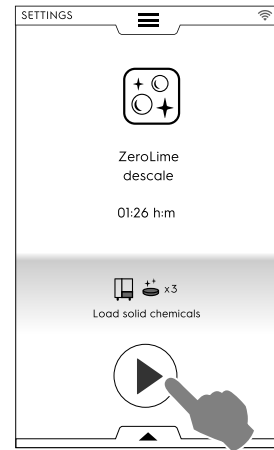 SETTINGS
ZeroLime
descale
01:26 h:m
x3
Load solid chemicals